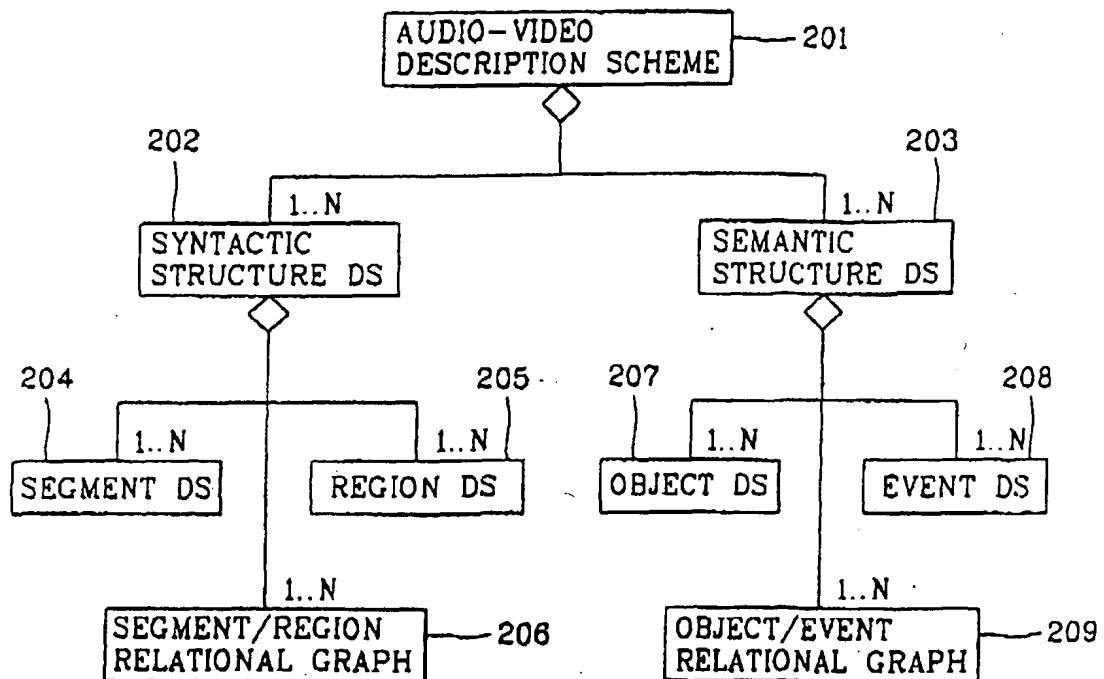 AUDIO-VIDEO
DESCRIPTION SCHEME
201
202
203
1..N
1..N
SYNTACTIC
STRUCTURE DS
SEMANTIC
STRUCTURE DS
204
205
207
208
1..N
1..N
1..N
1..N
SEGMENT DS
REGION DS
OBJECT DS
EVENT DS
1..N
1..N
SEGMENT/REGION
RELATIONAL GRAPH
206
OBJECT/EVENT
RELATIONAL GRAPH
209